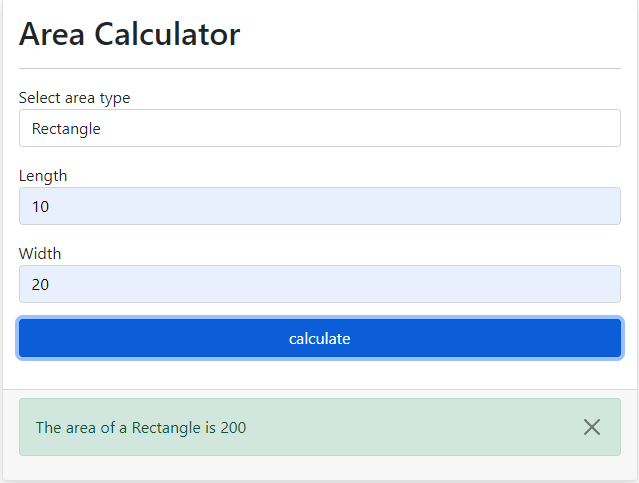 Area Calculator
Select area type
Rectangle
Length
10
Width
20
calculate
The area of a Rectangle is 200